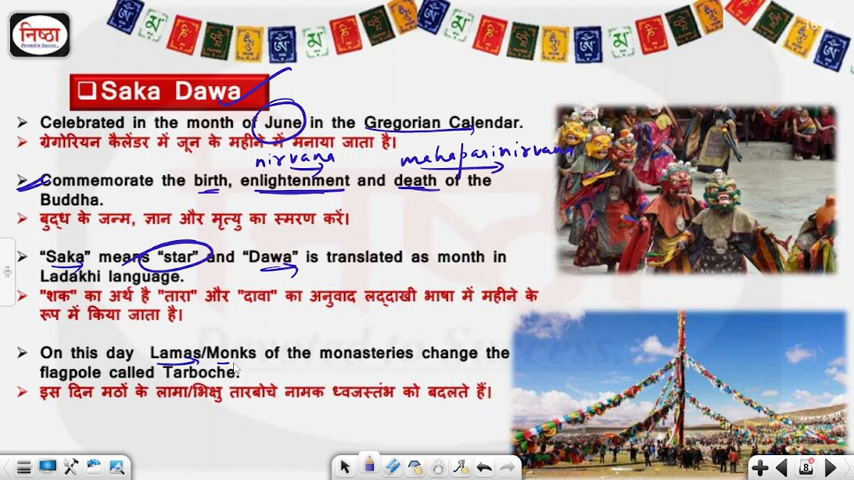 निष्ठा
Saka Dawa
Celebrated in the month of June in the Gregorian Calendar.
ग्रेगोरियन कैलेंडर में जून के महीने में मनाया जाता है।
nirvana mahaparinirvana
Commemorate the birth, enlightenment and death of the
Buddha.
बुद्ध के जन्म, ज्ञान और मृत्यु का स्मरण करें।
"Saka" means "star" and "Dawa" is translated as month in
Ladakhi language.
"शक" का अर्थ है "तारा" और "दावा" का अनुवाद लद्दाखी भाषा में महीने के
रूप में किया जाता है।
On this day Lamas/Monks of the monasteries change the
flagpole called Tarboche.
इस दिन मठों के लामा/भिक्षु तारबोचे नामक ध्वजस्तंभ को बदलते हैं।
8